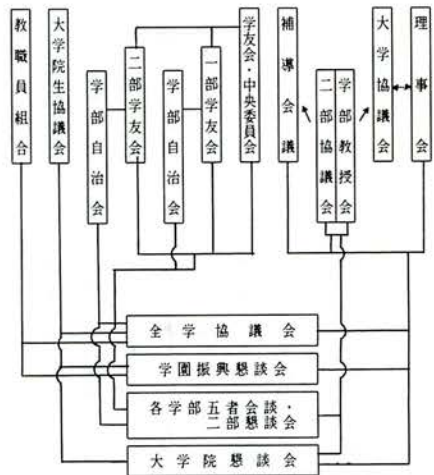 理事会
大学協議会
学部教授会
二部協議会
補導会議
学友会・中央委員会
一部学友会
学部自治会
二部学友会
学部自治会
大学院生協議会
教職員組合
全学協議会
学園振興懇談会
各学部五者会談・
二部懇談会
大学院懇談会